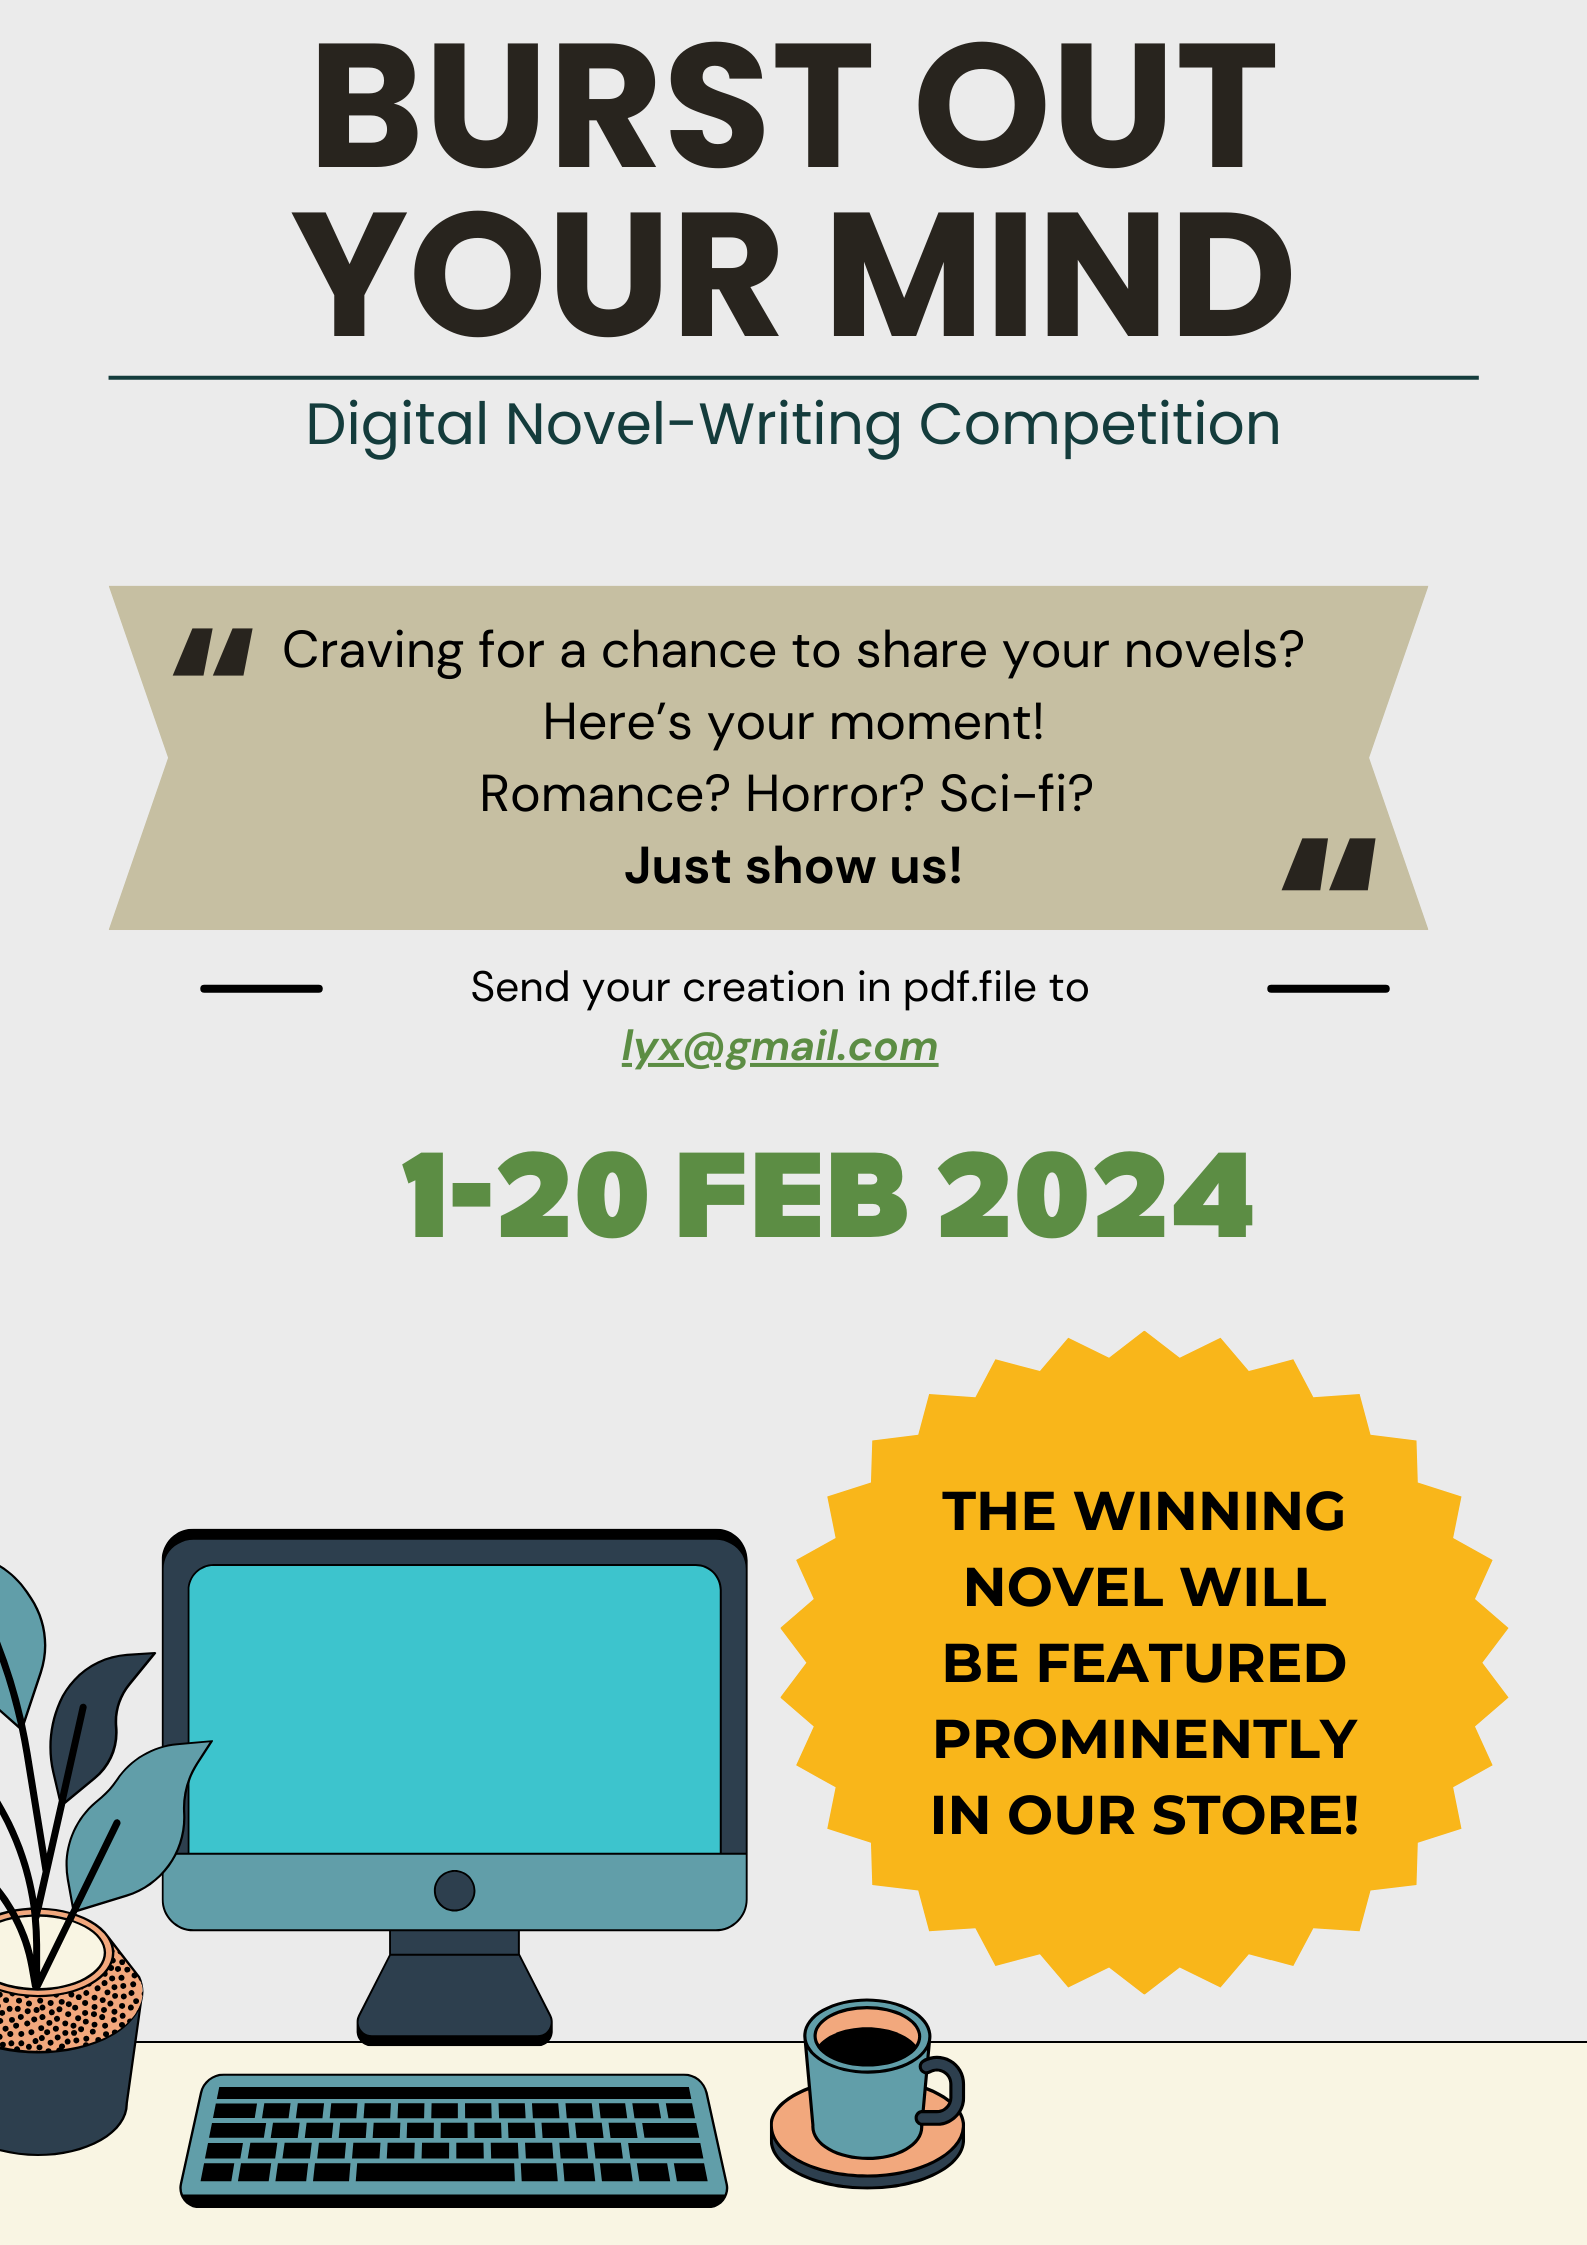 BURST OUT
YOUR MIND
Digital Novel-Writing Competition
“ Craving for a chance to share your novels?
Here’s your moment!
Romance? Horror? Sci-fi?
Just show us! “
Send your creation in pdf.file to
lyx@gmail.com
1-20 FEB 2024
THE WINNING
NOVEL WILL
BE FEATURED
PROMINENTLY
IN OUR STORE!